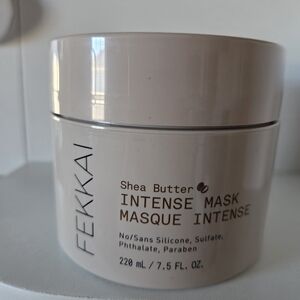 FEKKAI
Shea Butter
INTENSE MASK
MASQUE INTENSE
No/Sans Silicone, Sulfate,
Phthalate, Paraben
220 mL / 7.5 FL. OZ.